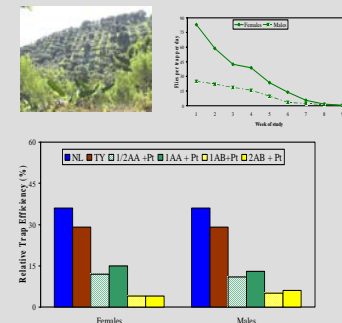 Females Males
Flies per trap per day
1 2 3 4 5 6 7 8 9
Week of study
NL TY 1/2AA +Pt 1AA + Pt 1AB+Pt 2AB + Pt
Relative Trap Efficiency (%)
60
45
30
15
0
Females Males